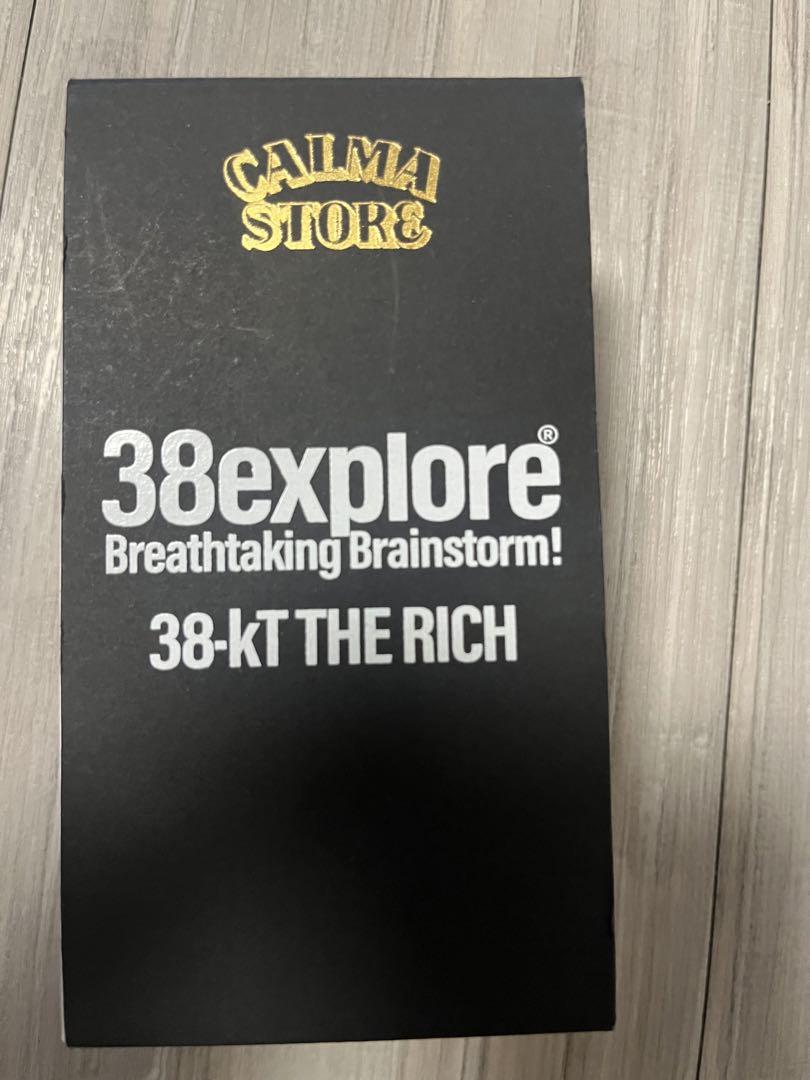 CALMA
STORE
38explore®
Breathtaking Brainstorm!
38-kT THE RICH